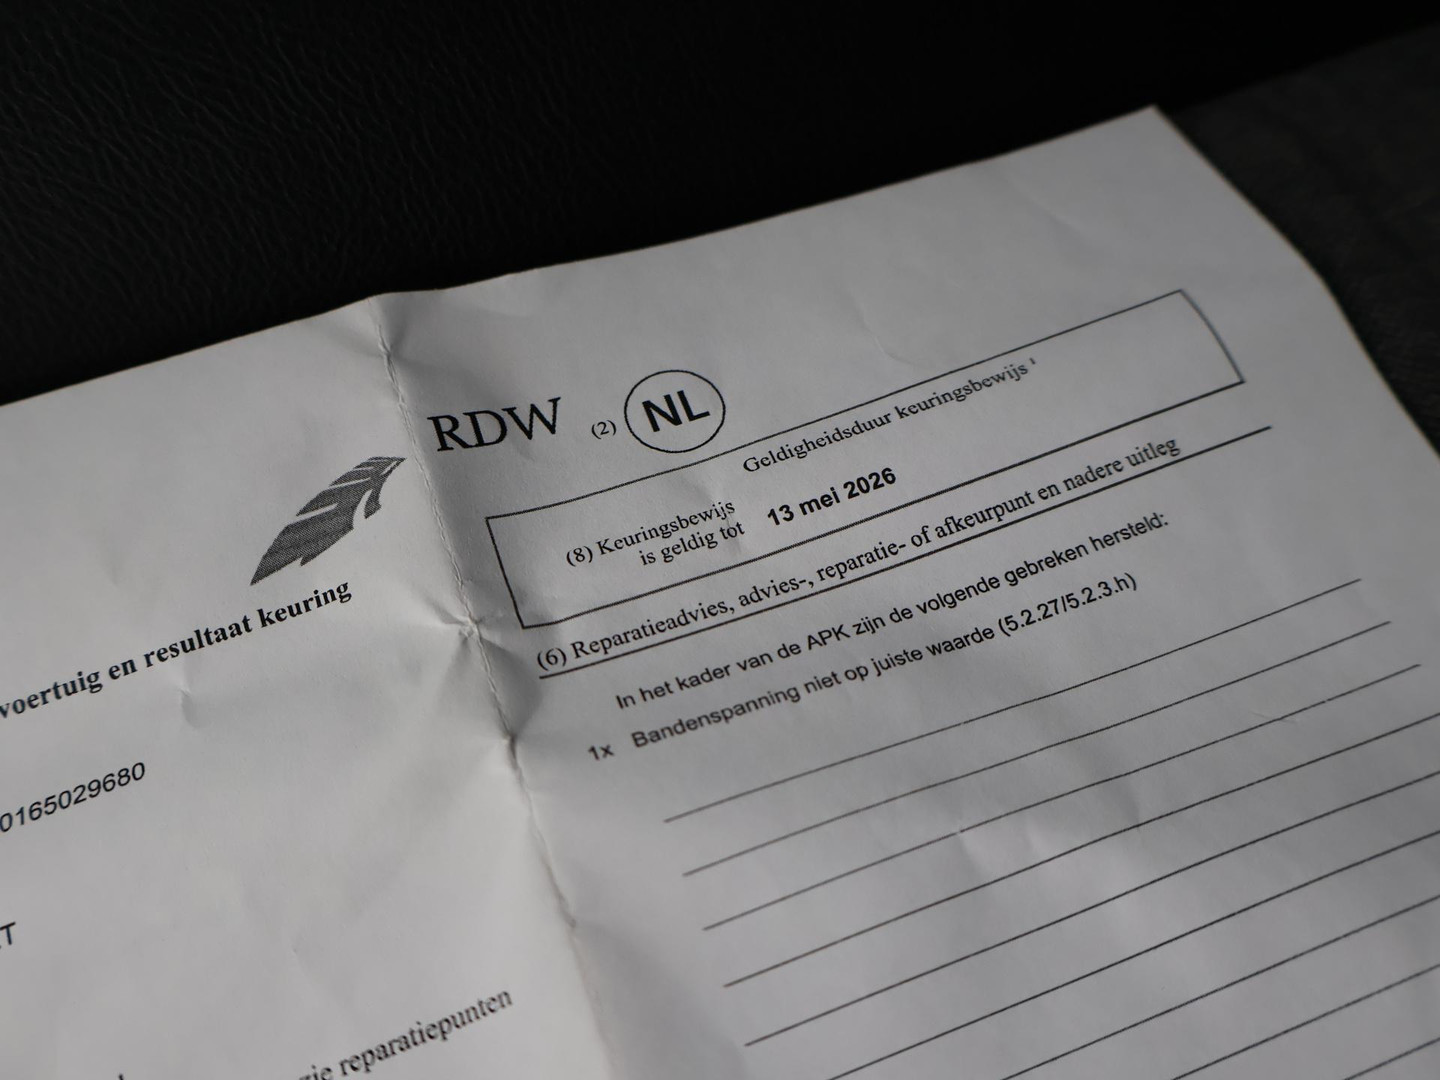 RDW (2) NL
Geldigheidsduur keuringsbewijs ¹
(8) Keuringsbewijs
is geldig tot 13 mei 2026
(6) Reparatieadvies, advies-, reparatie- of afkeurpunt en nadere uitleg
In het kader van de APK zijn de volgende gebreken hersteld:
1x Bandenspanning niet op juiste waarde (5.2.27/5.2.3.h)
voertuig en resultaat keuring
0165029680
T
reparatiepunten